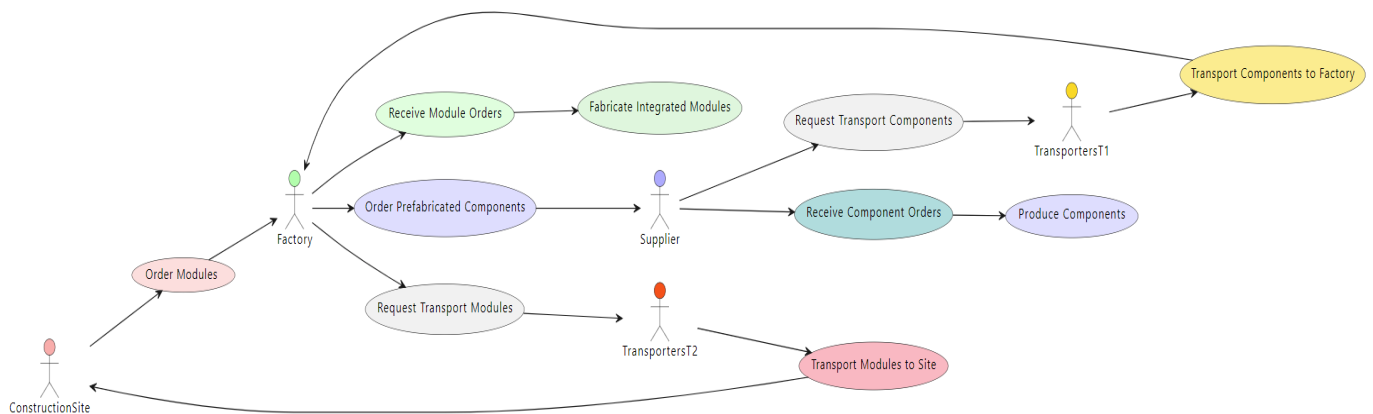 Transport Components to Factory
Receive Module Orders
Fabricate Integrated Modules
Request Transport Components
TransportersT1
Order Prefabricated Components
Receive Component Orders
Produce Components
Factory
Supplier
Order Modules
Request Transport Modules
TransportersT2
Transport Modules to Site
ConstructionSite